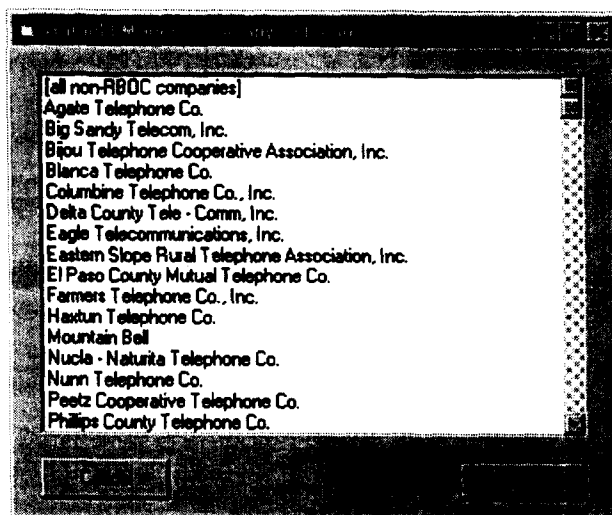 [all non-RBOC companies]
Agate Telephone Co.
Big Sandy Telecom, Inc.
Bijou Telephone Cooperative Association, Inc.
Blanca Telephone Co.
Columbine Telephone Co., Inc.
Delta County Tele - Comm, Inc.
Eagle Telecommunications, Inc.
Eastern Slope Rural Telephone Association, Inc.
El Paso County Mutual Telephone Co.
Farmers Telephone Co., Inc.
Haxtun Telephone Co.
Mountain Bell
Nucla - Naturita Telephone Co.
Nunn Telephone Co.
Peetz Cooperative Telephone Co.
Phillips County Telephone Co.